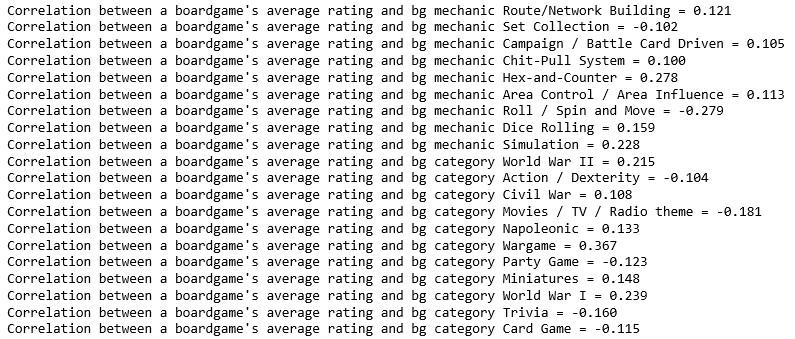 Correlation between a boardgame's average rating and bg mechanic Route/Network Building = 0.121
Correlation between a boardgame's average rating and bg mechanic Set Collection = -0.102
Correlation between a boardgame's average rating and bg mechanic Campaign / Battle Card Driven = 0.105
Correlation between a boardgame's average rating and bg mechanic Chit-Pull System = 0.100
Correlation between a boardgame's average rating and bg mechanic Hex-and-Counter = 0.278
Correlation between a boardgame's average rating and bg mechanic Area Control / Area Influence = 0.113
Correlation between a boardgame's average rating and bg mechanic Roll / Spin and Move = -0.279
Correlation between a boardgame's average rating and bg mechanic Dice Rolling = 0.159
Correlation between a boardgame's average rating and bg mechanic Simulation = 0.228
Correlation between a boardgame's average rating and bg category World War II = 0.215
Correlation between a boardgame's average rating and bg category Action / Dexterity = -0.104
Correlation between a boardgame's average rating and bg category Civil War = 0.108
Correlation between a boardgame's average rating and bg category Movies / TV / Radio theme = -0.181
Correlation between a boardgame's average rating and bg category Napoleonic = 0.133
Correlation between a boardgame's average rating and bg category Wargame = 0.367
Correlation between a boardgame's average rating and bg category Party Game = -0.123
Correlation between a boardgame's average rating and bg category Miniatures = 0.148
Correlation between a boardgame's average rating and bg category World War I = 0.239
Correlation between a boardgame's average rating and bg category Trivia = -0.160
Correlation between a boardgame's average rating and bg category Card Game = -0.115